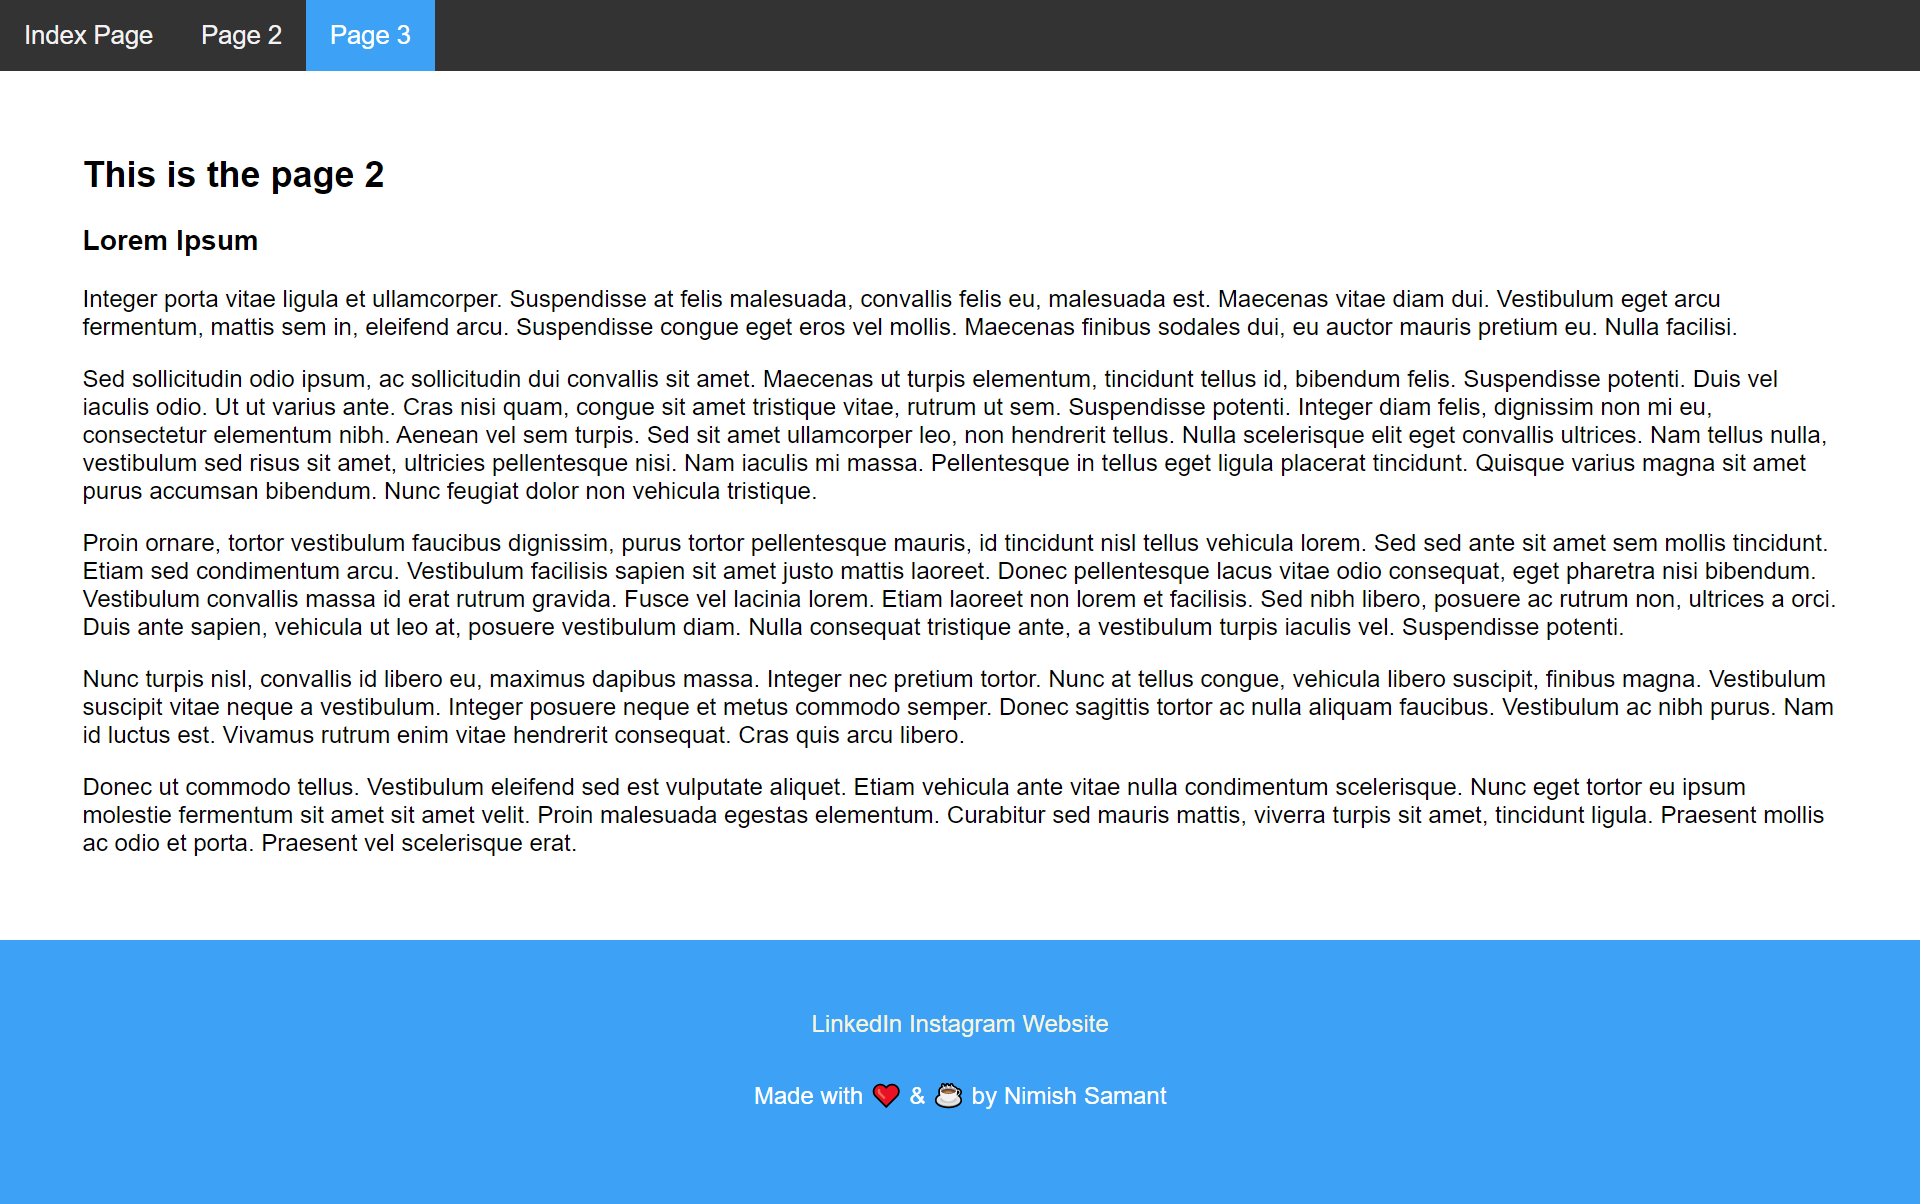 Index Page Page 2 Page 3
This is the page 2
Lorem Ipsum
Integer porta vitae ligula et ullamcorper. Suspendisse at felis malesuada, convallis felis eu, malesuada est. Maecenas vitae diam dui. Vestibulum eget arcu
fermentum, mattis sem in, eleifend arcu. Suspendisse congue eget eros vel mollis. Maecenas finibus sodales dui, eu auctor mauris pretium eu. Nulla facilisi.
Sed sollicitudin odio ipsum, ac sollicitudin dui convallis sit amet. Maecenas ut turpis elementum, tincidunt tellus id, bibendum felis. Suspendisse potenti. Duis vel
iaculis odio. Ut ut varius ante. Cras nisi quam, congue sit amet tristique vitae, rutrum ut sem. Suspendisse potenti. Integer diam felis, dignissim non mi eu,
consectetur elementum nibh. Aenean vel sem turpis. Sed sit amet ullamcorper leo, non hendrerit tellus. Nulla scelerisque elit eget convallis ultrices. Nam tellus nulla,
vestibulum sed risus sit amet, ultricies pellentesque nisi. Nam iaculis mi massa. Pellentesque in tellus eget ligula placerat tincidunt. Quisque varius magna sit amet
purus accumsan bibendum. Nunc feugiat dolor non vehicula tristique.
Proin ornare, tortor vestibulum faucibus dignissim, purus tortor pellentesque mauris, id tincidunt nisl tellus vehicula lorem. Sed sed ante sit amet sem mollis tincidunt.
Etiam sed condimentum arcu. Vestibulum facilisis sapien sit amet justo mattis laoreet. Donec pellentesque lacus vitae odio consequat, eget pharetra nisi bibendum.
Vestibulum convallis massa id erat rutrum gravida. Fusce vel lacinia lorem. Etiam laoreet non lorem et facilisis. Sed nibh libero, posuere ac rutrum non, ultrices a orci.
Duis ante sapien, vehicula ut leo at, posuere vestibulum diam. Nulla consequat tristique ante, a vestibulum turpis iaculis vel. Suspendisse potenti.
Nunc turpis nisl, convallis id libero eu, maximus dapibus massa. Integer nec pretium tortor. Nunc at tellus congue, vehicula libero suscipit, finibus magna. Vestibulum
suscipit vitae neque a vestibulum. Integer posuere neque et metus commodo semper. Donec sagittis tortor ac nulla aliquam faucibus. Vestibulum ac nibh purus. Nam
id luctus est. Vivamus rutrum enim vitae hendrerit consequat. Cras quis arcu libero.
Donec ut commodo tellus. Vestibulum eleifend sed est vulputate aliquet. Etiam vehicula ante vitae nulla condimentum scelerisque. Nunc eget tortor eu ipsum
molestie fermentum sit amet sit amet velit. Proin malesuada egestas elementum. Curabitur sed mauris mattis, viverra turpis sit amet, tincidunt ligula. Praesent mollis
ac odio et porta. Praesent vel scelerisque erat.
LinkedIn Instagram Website
Made with ❤️ & ☕ by Nimish Samant